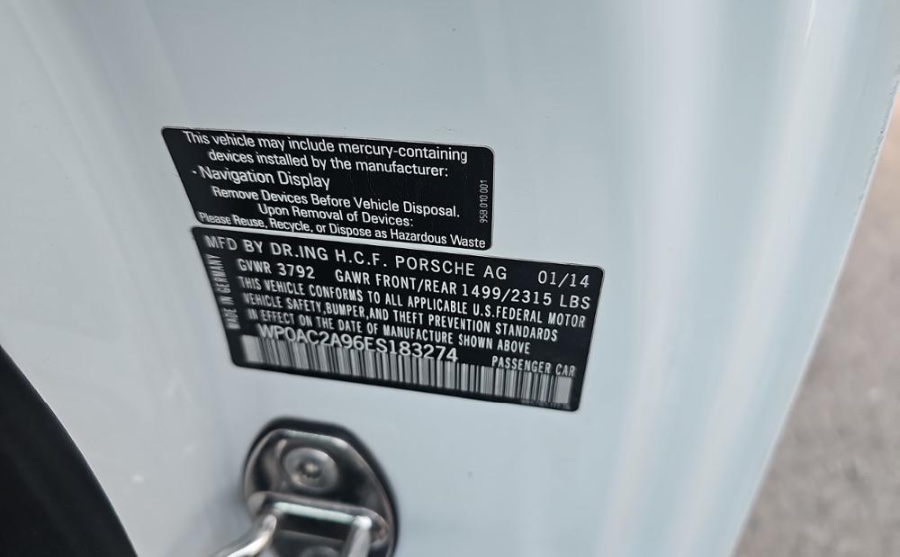 This vehicle may include mercury-containing
devices installed by the manufacturer:
- Navigation Display
Remove Devices Before Vehicle Disposal.
Upon Removal of Devices:
Please Reuse, Recycle, or Dispose as Hazardous Waste
958 010 001
MFD BY DR.ING H.C.F. PORSCHE AG 01/14
GVWR 3792 GAWR FRONT/REAR 1499/2315 LBS
THIS VEHICLE CONFORMS TO ALL APPLICABLE U.S.FEDERAL MOTOR
VEHICLE SAFETY,BUMPER,AND THEFT PREVENTION STANDARDS
IN EFFECT ON THE DATE OF MANUFACTURE SHOWN ABOVE
WP0AC2A96ES183274 PASSENGER CAR
MADE IN GERMANY